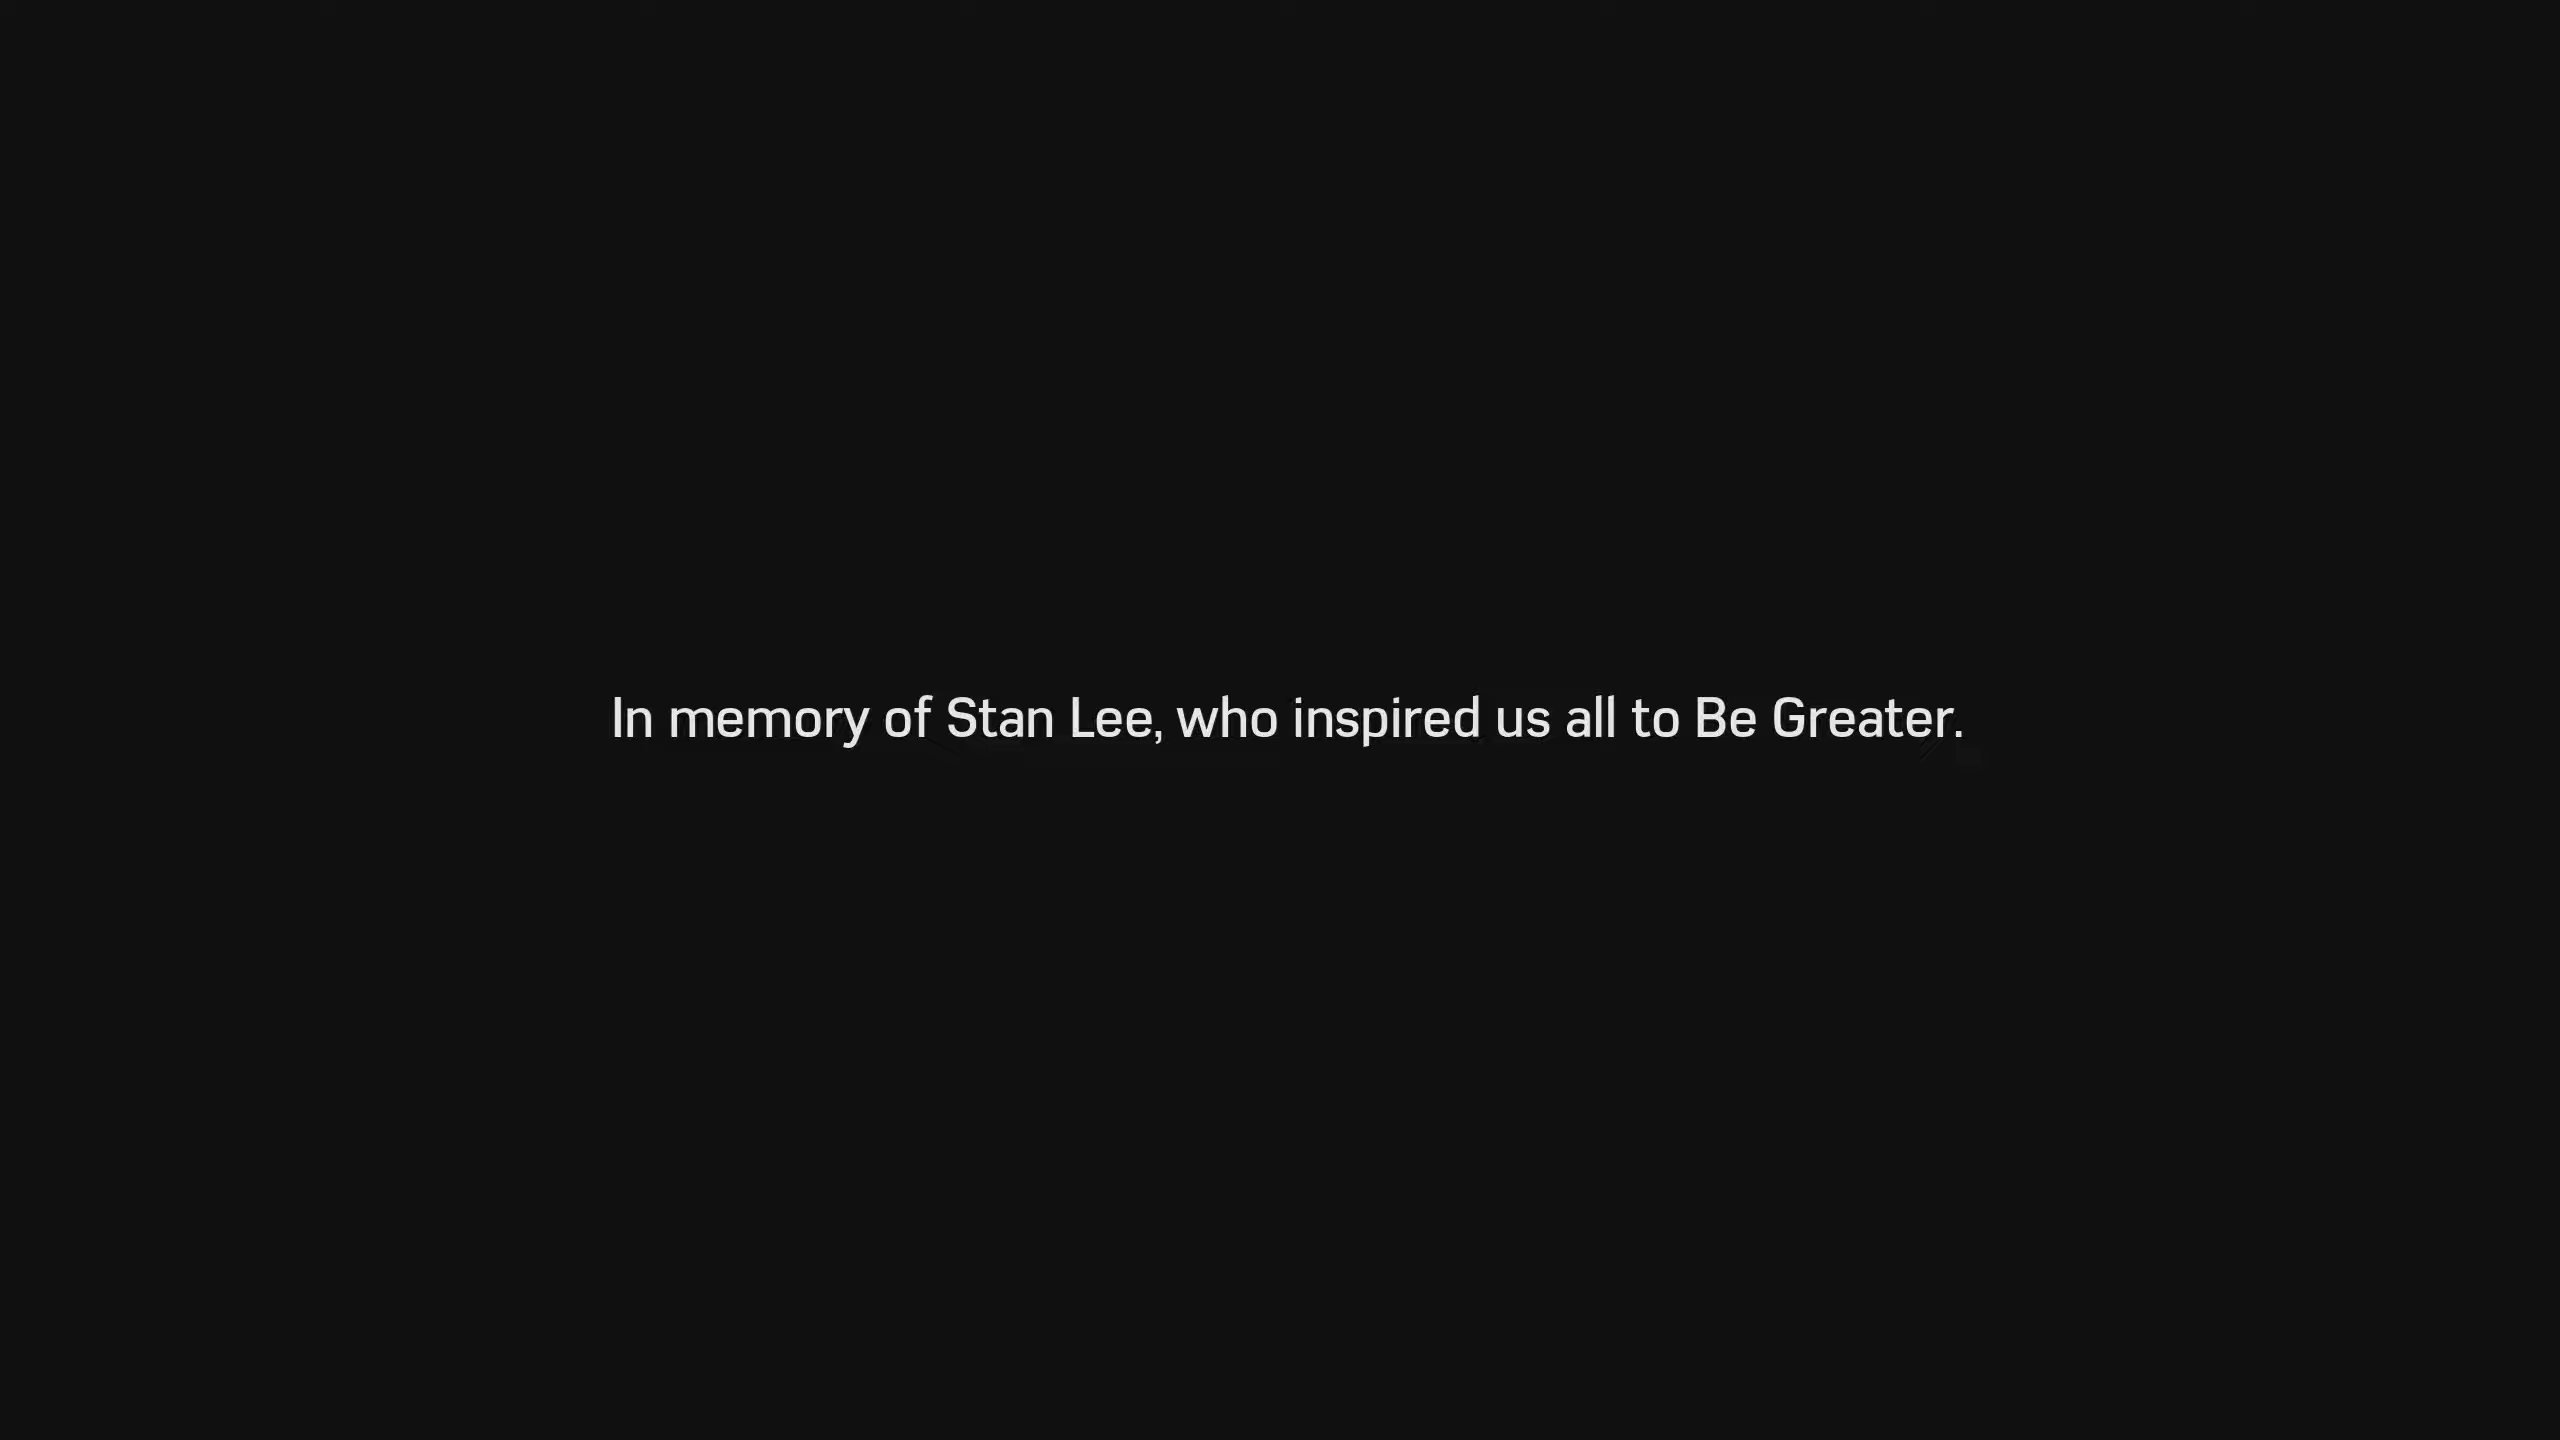 In memory of Stan Lee, who inspired us all to Be Greater.